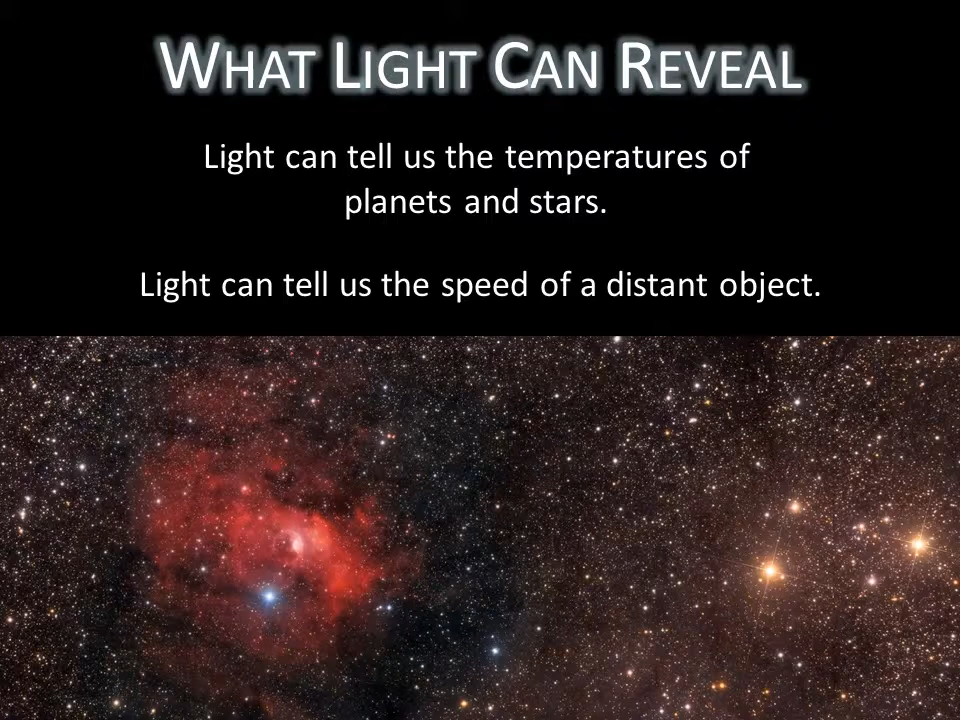 WHAT LIGHT CAN REVEAL
Light can tell us the temperatures of
planets and stars.
Light can tell us the speed of a distant object.